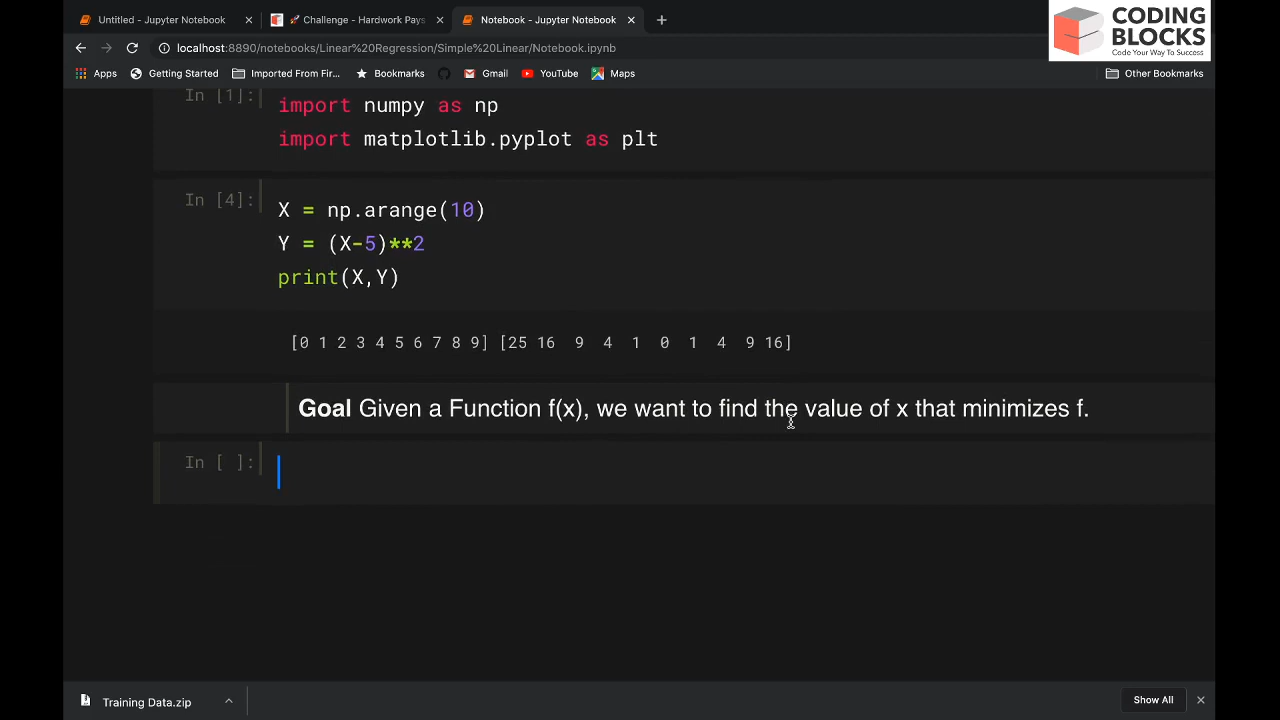 Untitled - Jupyter Notebook
Challenge - Hardwork Pays
Notebook - Jupyter Notebook
localhost:8890/notebooks/Linear%20Regression/Simple%20Linear/Notebook.ipynb
CODING
BLOCKS
Code Your Way To Success
Apps
Getting Started
Imported From Fir...
Bookmarks
Gmail
YouTube
Maps
Other Bookmarks
In [1]:
import numpy as np
import matplotlib.pyplot as plt
In [4]:
X = np.arange(10)
Y = (X-5)**2
print(X,Y)
[0 1 2 3 4 5 6 7 8 9] [25 16  9  4  1  0  1  4  9 16]
Goal Given a Function f(x), we want to find the value of x that minimizes f.
In [ ]:
Training Data.zip
Show All